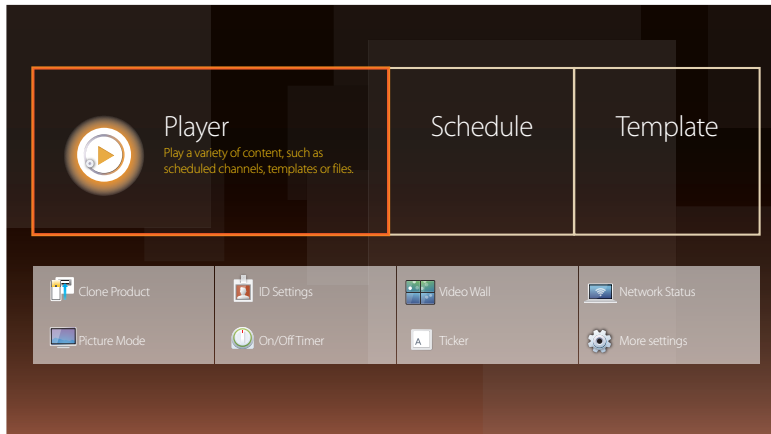 Player
Play a variety of content, such as
scheduled channels, templates or files.
Schedule
Template
Clone Product
ID Settings
Video Wall
Network Status
Picture Mode
On/Off Timer
A
Ticker
More settings